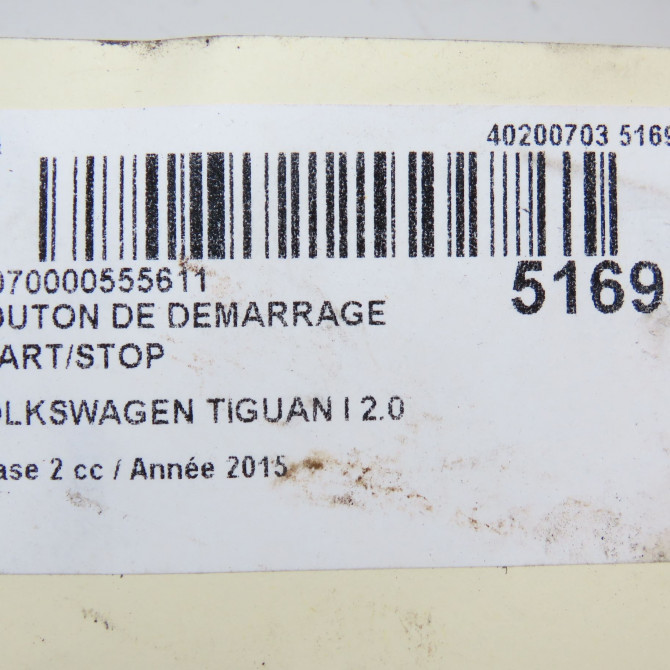 40200703 5169
070000555611
5169
OUTON DE DEMARRAGE
ART/STOP
OLKSWAGEN TIGUAN I 2.0
ase 2 cc / Année 2015